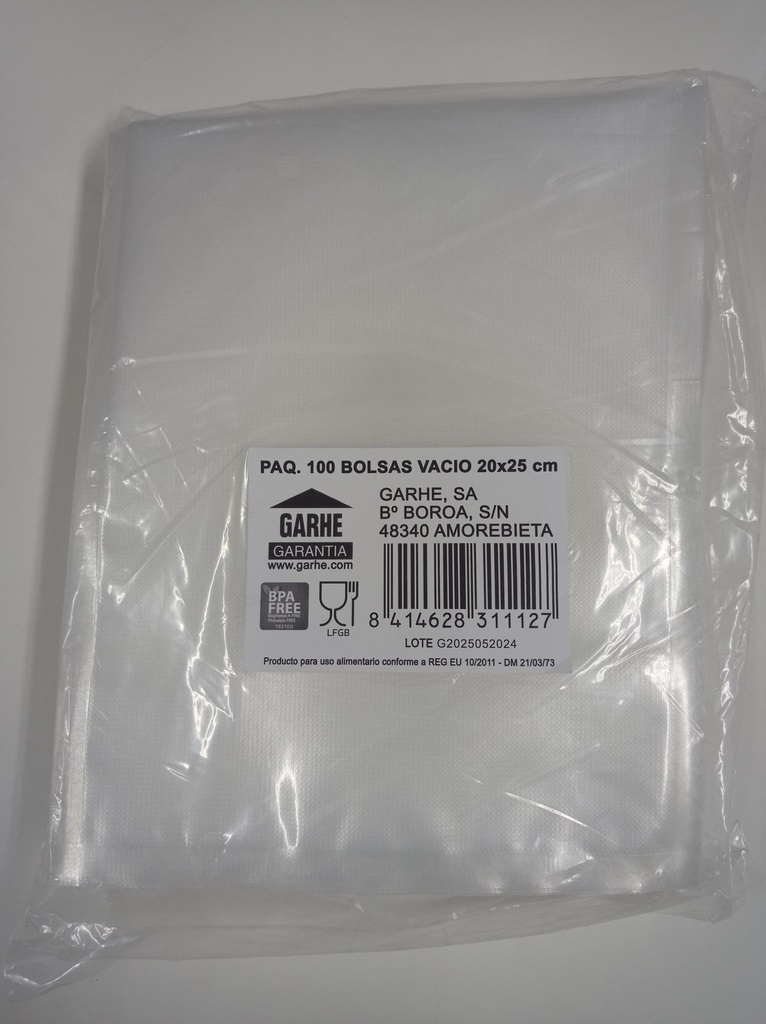 PAQ. 100 BOLSAS VACIO 20x25 cm
GARHE
GARANTIA
www.garhe.com
GARHE, SA
Bº BOROA, S/N
48340 AMOREBIETA
BPA
FREE
TESTED
LFGB
8 414628 311127
LOTE G2025052024
Producto para uso alimentario conforme a REG EU 10/2011 - DM 21/03/73